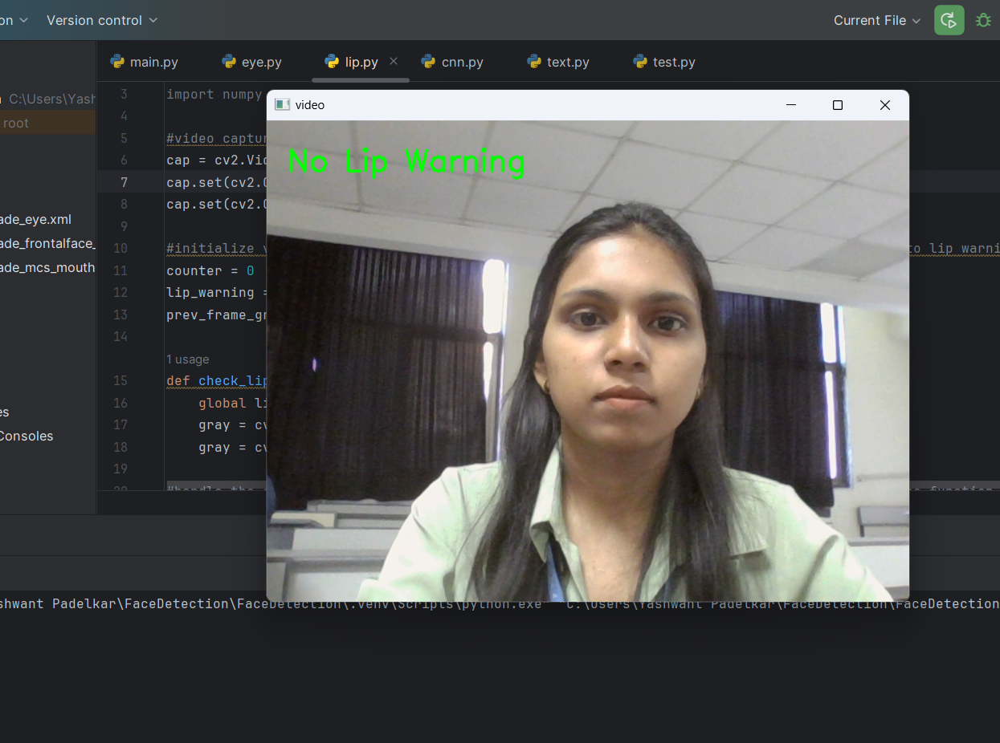 on Version control Current File
main.py eye.py lip.py cnn.py text.py test.py
C:\Users\Yash
root
ade_eye.xml
ade_frontalface_
ade_mcs_mouth
es
Consoles
3 import numpy
4
5 #video captur
6 cap = cv2.Vid
7 cap.set(cv2.C
8 cap.set(cv2.C
9
10 #initialize v to lip warni
11 counter = 0
12 lip_warning =
13 prev_frame_gr
14
1 usage
15 def check_lip
16 global li
17 gray = cv
18 gray = cv
19
video
No Lip Warning
shwant Padelkar\FaceDetection\FaceDetection\.venv\Scripts\python.exe" "C:\Users\Yashwant Padelkar\FaceDetection\FaceDetection